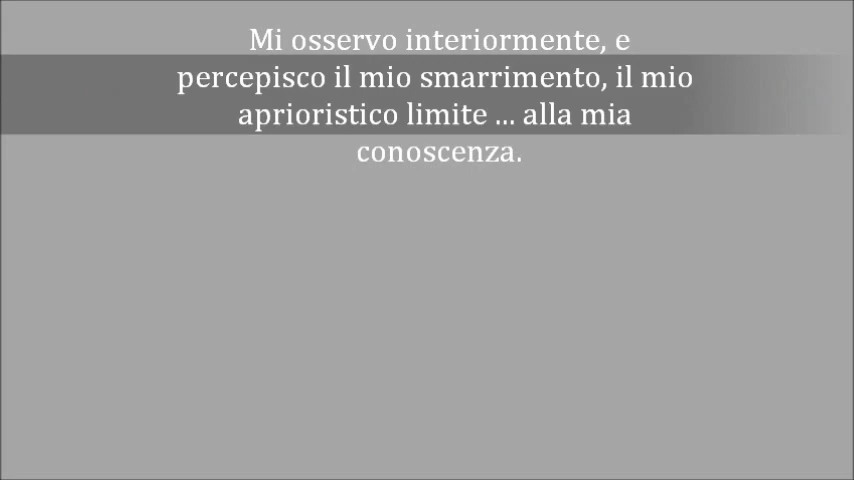 Mi osservo interiormente, e
percepisco il mio smarrimento, il mio
aprioristico limite ... alla mia
conoscenza.